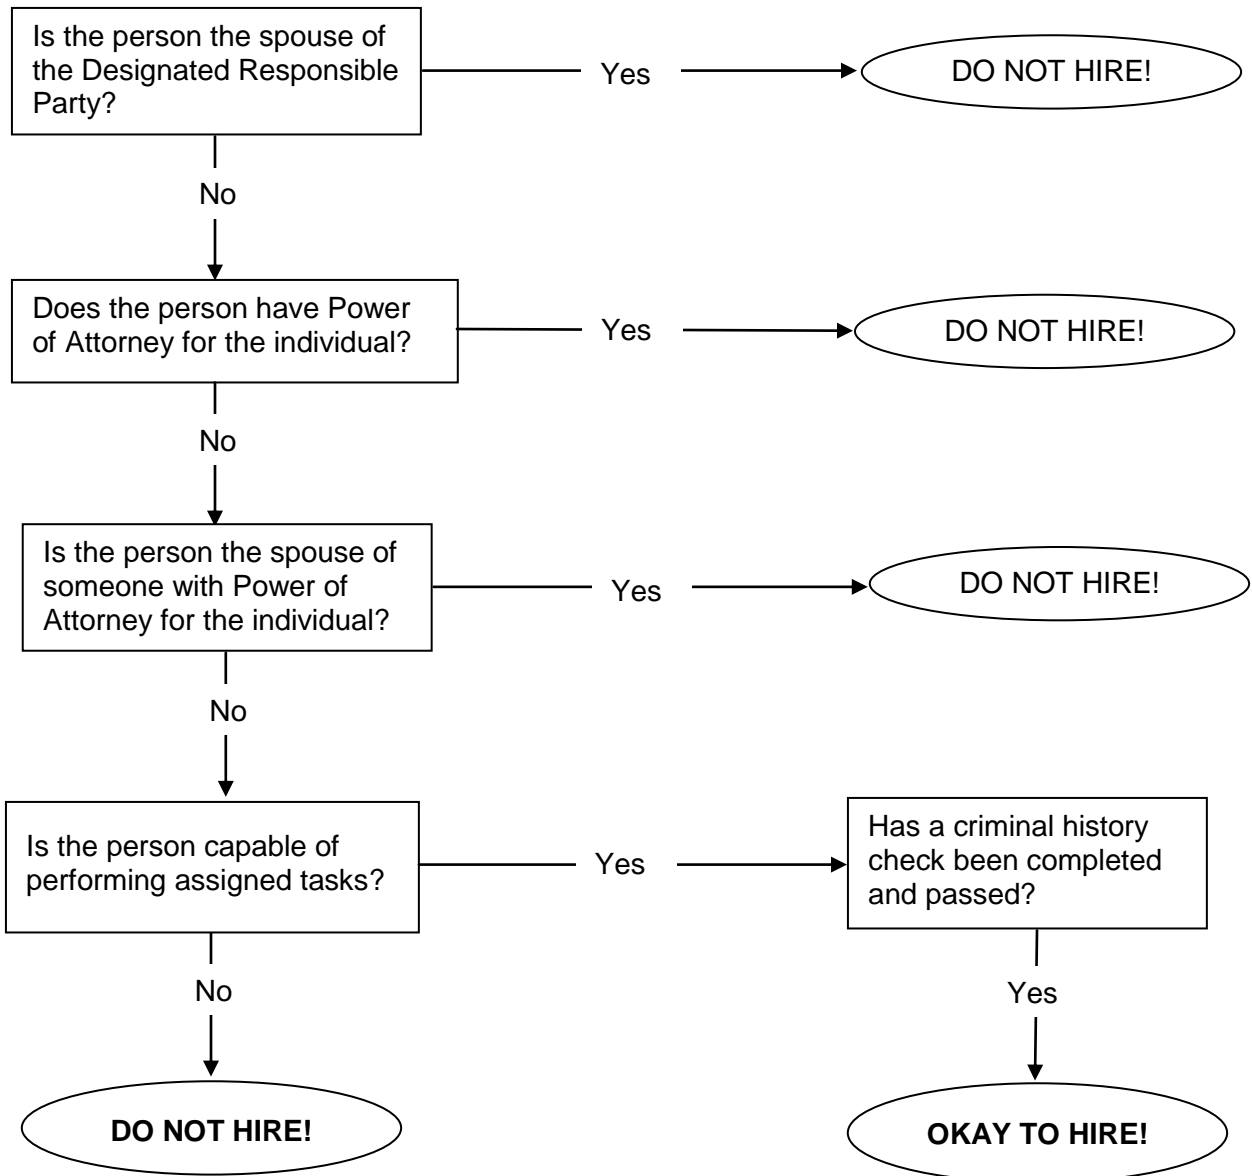 Is the person the spouse of
the Designated Responsible
Party?
Yes
DO NOT HIRE!
No
Does the person have Power
of Attorney for the individual?
Yes
DO NOT HIRE!
No
Is the person the spouse of
someone with Power of
Attorney for the individual?
Yes
DO NOT HIRE!
No
Is the person capable of
performing assigned tasks?
Yes
Has a criminal history
check been completed
and passed?
No
Yes
DO NOT HIRE!
OKAY TO HIRE!